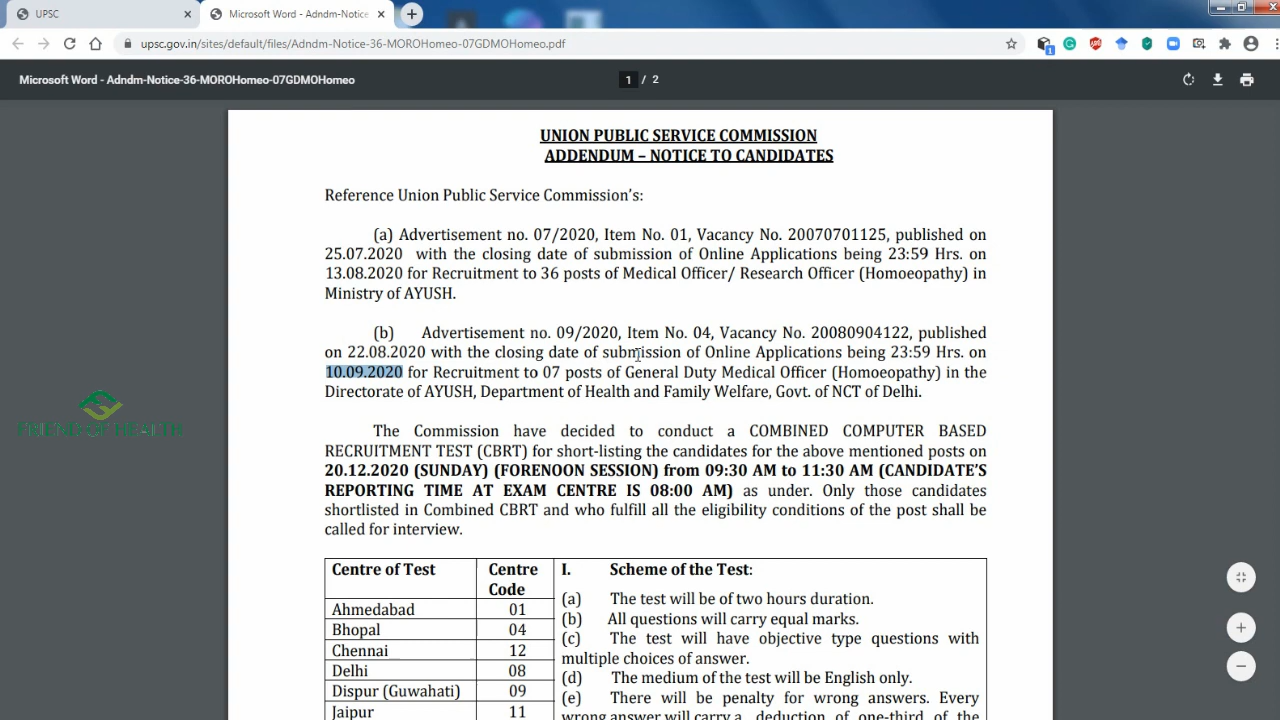 UPSC
Microsoft Word - Adndm-Notice
upsc.gov.in/sites/default/files/Adndm-Notice-36-MOROHomeo-07GDMOHomeo.pdf
Microsoft Word - Adndm-Notice-36-MOROHomeo-07GDMOHomeo
1 / 2
UNION PUBLIC SERVICE COMMISSION
ADDENDUM – NOTICE TO CANDIDATES
Reference Union Public Service Commission's:
(a) Advertisement no. 07/2020, Item No. 01, Vacancy No. 20070701125, published on
25.07.2020 with the closing date of submission of Online Applications being 23:59 Hrs. on
13.08.2020 for Recruitment to 36 posts of Medical Officer/ Research Officer (Homoeopathy) in
Ministry of AYUSH.
(b) Advertisement no. 09/2020, Item No. 04, Vacancy No. 20080904122, published
on 22.08.2020 with the closing date of submission of Online Applications being 23:59 Hrs. on
10.09.2020 for Recruitment to 07 posts of General Duty Medical Officer (Homoeopathy) in the
Directorate of AYUSH, Department of Health and Family Welfare, Govt. of NCT of Delhi.
FRIEND OF HEALTH
The Commission have decided to conduct a COMBINED COMPUTER BASED
RECRUITMENT TEST (CBRT) for short-listing the candidates for the above mentioned posts on
20.12.2020 (SUNDAY) (FORENOON SESSION) from 09:30 AM to 11:30 AM (CANDIDATE'S
REPORTING TIME AT EXAM CENTRE IS 08:00 AM) as under. Only those candidates
shortlisted in Combined CBRT and who fulfill all the eligibility conditions of the post shall be
called for interview.
Centre of Test Centre Code
Ahmedabad 01
Bhopal 04
Chennai 12
Delhi 08
Dispur (Guwahati) 09
Jaipur 11
I. Scheme of the Test:
(a) The test will be of two hours duration.
(b) All questions will carry equal marks.
(c) The test will have objective type questions with
multiple choices of answer.
(d) The medium of the test will be English only.
(e) There will be penalty for wrong answers. Every
wrong answer will carry a deduction of one-third of the